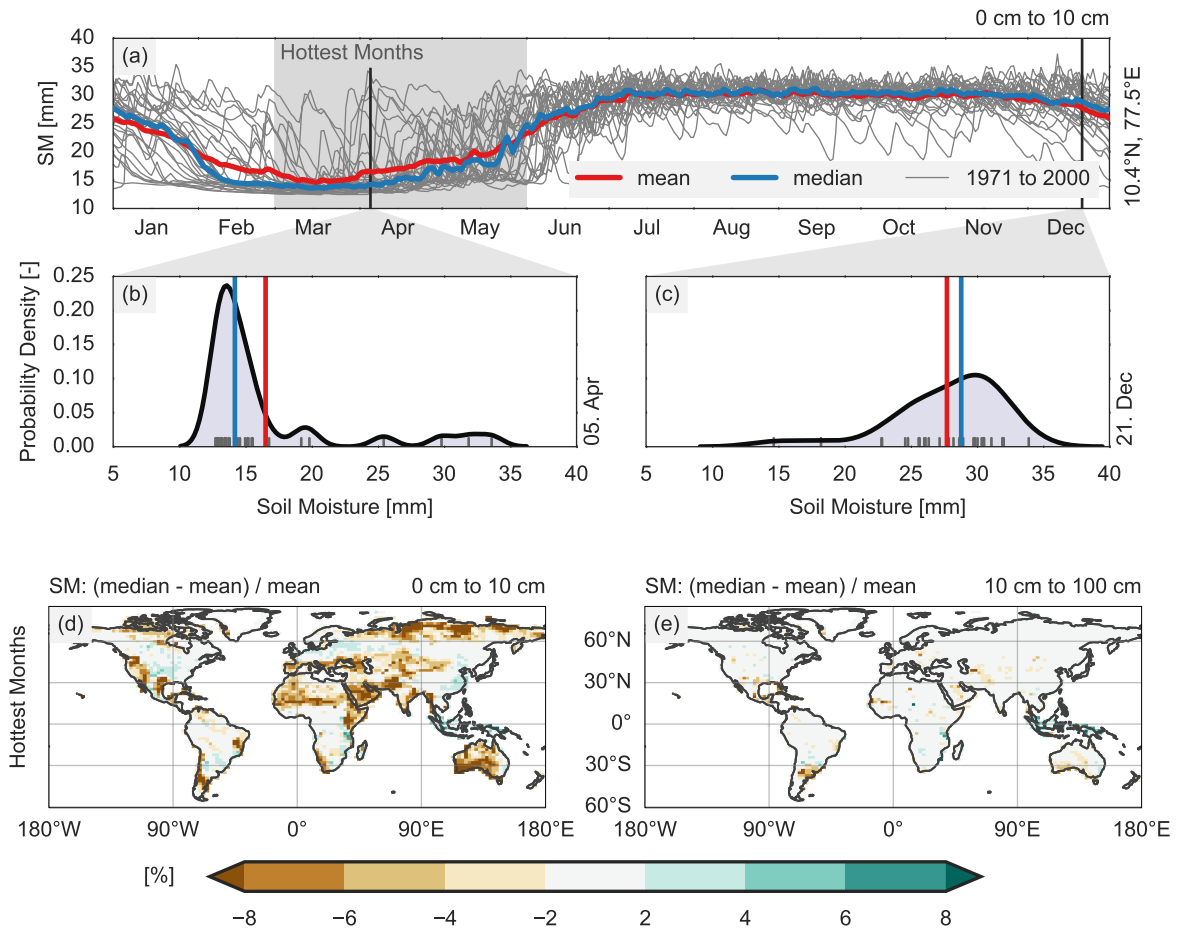 0 cm to 10 cm
40
(a)
Hottest Months
35
30
25
20
15
10
SM [mm]
mean
median
1971 to 2000
10.4°N, 77.5°E
Jan Feb Mar Apr May Jun Jul Aug Sep Oct Nov Dec
0.25
0.20
0.15
0.10
0.05
0.00
Probability Density [-]
(b)
05. Apr
5 10 15 20 25 30 35 40
Soil Moisture [mm]
(c)
21. Dec
5 10 15 20 25 30 35 40
Soil Moisture [mm]
SM: (median - mean) / mean 0 cm to 10 cm
(d)
Hottest Months
180°W 90°W 0° 90°E 180°E
SM: (median - mean) / mean 10 cm to 100 cm
(e)
60°N
30°N
0°
30°S
60°S
180°W 90°W 0° 90°E 180°E
[%]
−8 −6 −4 −2 2 4 6 8